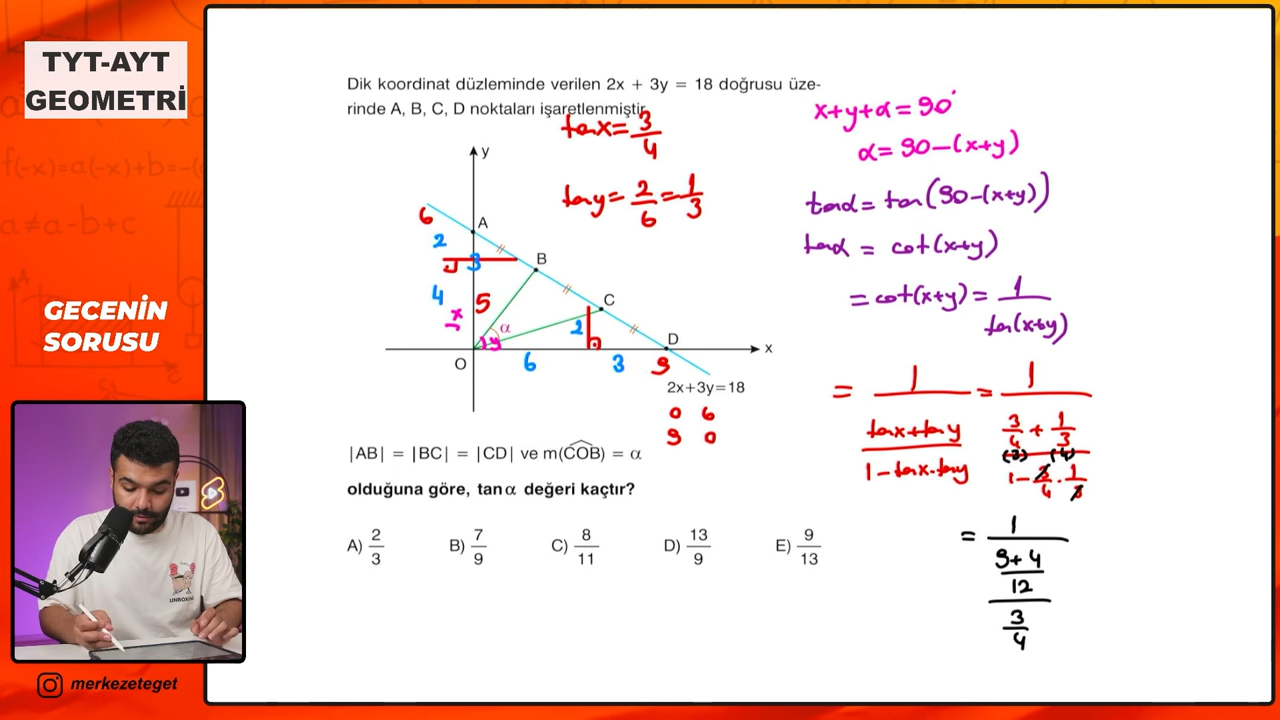 TYT-AYT
GEOMETRİ
GECENİN
SORUSU
merkezeteget
UNBOXING
Dik koordinat düzleminde verilen 2x + 3y = 18 doğrusu üze-
rinde A, B, C, D noktaları işaretlenmiştir.
tanx = 3/4
tany = 2/6 = 1/3
y
6
A
2
3
B
4
5
x
α
C
2
y
D
x
O
6
3
9
2x+3y=18
0 6
9 0
|AB| = |BC| = |CD| ve m(COB) = α
olduğuna göre, tanα değeri kaçtır?
A) 2/3 B) 7/9 C) 8/11 D) 13/9 E) 9/13
x+y+α=90°
α=90-(x+y)
tanα = tan(90-(x+y))
tanα = cot(x+y)
= cot(x+y) = 1/tan(x+y)
= 1/((tanx+tany)/(1-tanx.tany)) = 1/((3/4+1/3)/(1-3/4.1/3))
(3) (4)
= 1/(((9+4)/12)/(3/4))